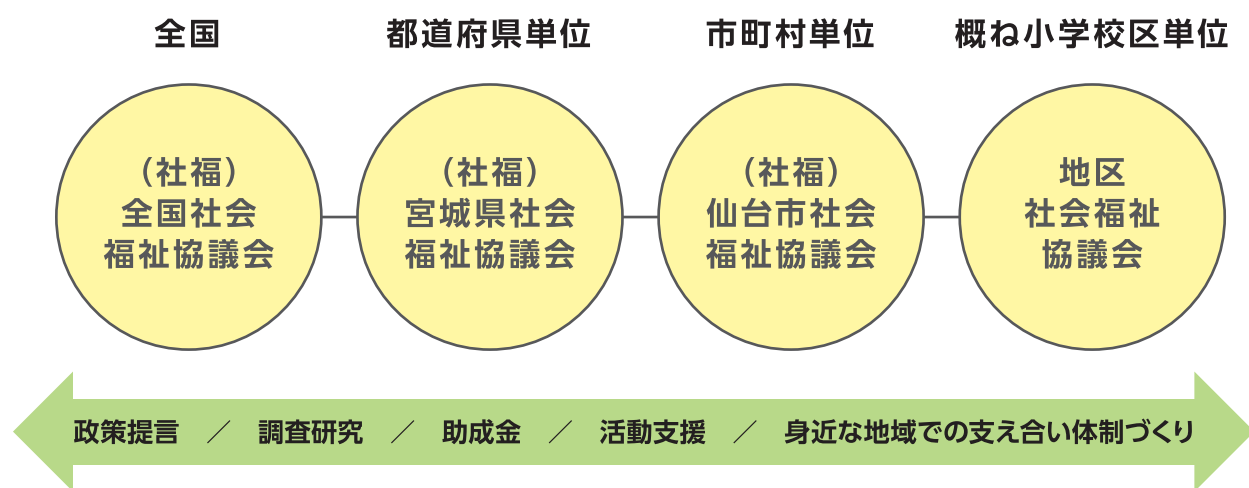 全国
都道府県単位
市町村単位
概ね小学校区単位
（社福）
全国社会
福祉協議会
（社福）
宮城県社会
福祉協議会
（社福）
仙台市社会
福祉協議会
地区
社会福祉
協議会
政策提言 ／ 調査研究 ／ 助成金 ／ 活動支援 ／ 身近な地域での支え合い体制づくり